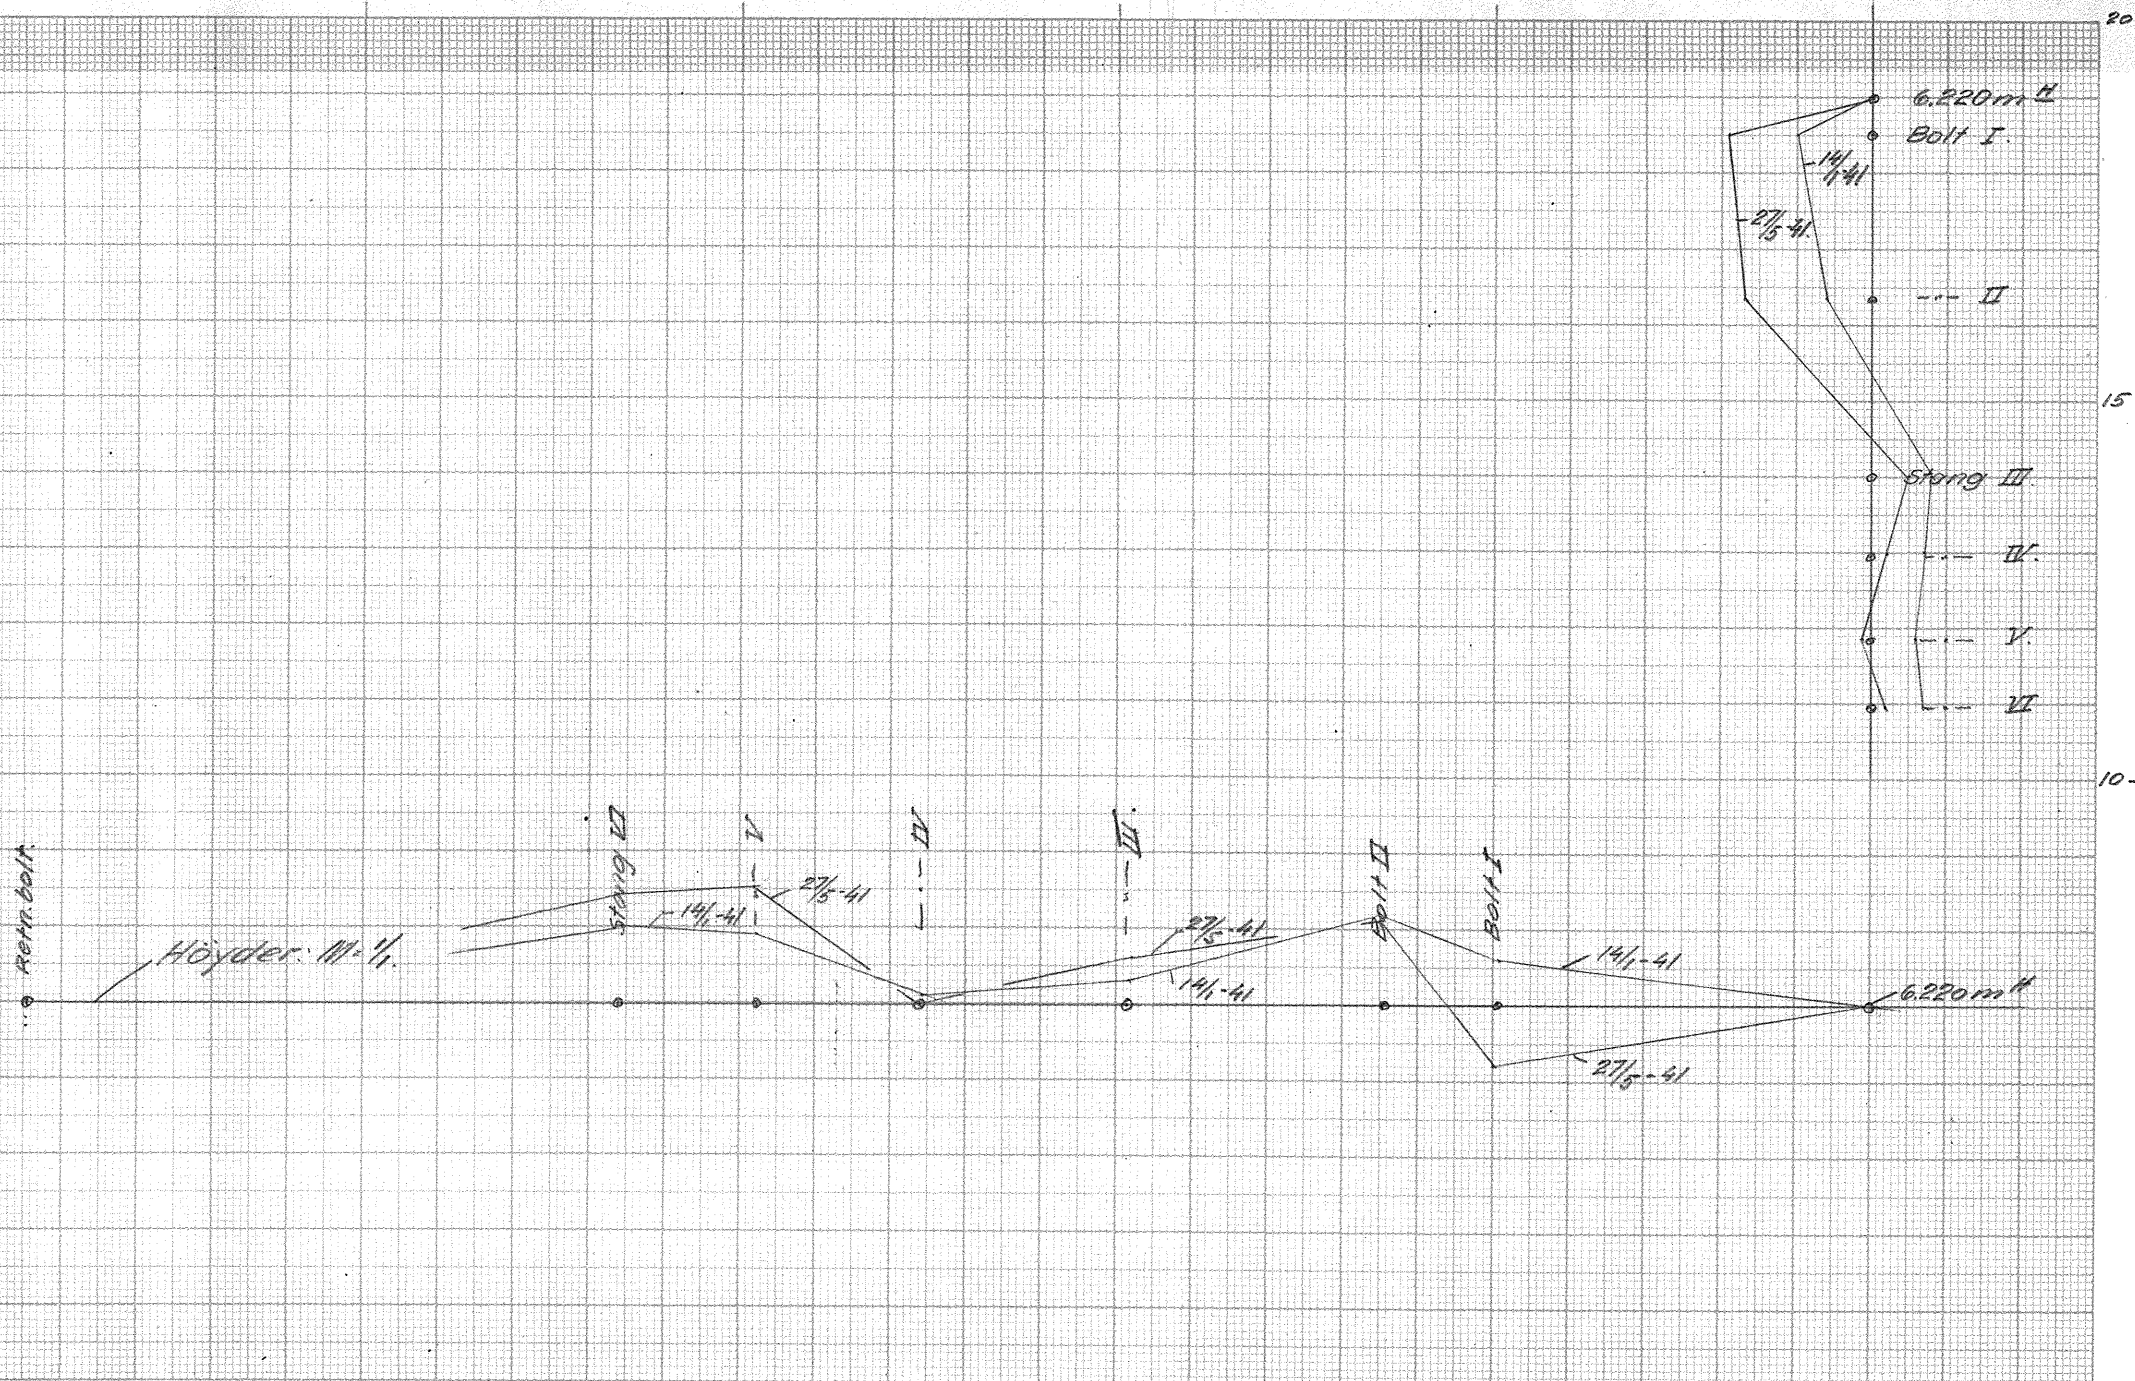 20
6.220 m H
Bolt I.
14/1-41
27/5-41.
-"- II
15
Stang III.
-"- IV.
-"- V.
-"- VI
10-
Retn.bolt.
Stang VI
-"- V
-"- IV
-"- III.
Bolt II
Bolt I
27/5-41
14/1-41
27/5-41
14/1-41
14/1-41
Höyder: M=1/1.
6.220 m H
27/5-41